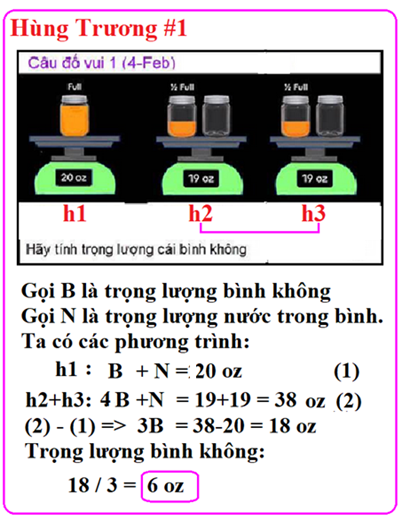 Hùng Trương #1
Câu đố vui 1 (4-Feb)
Full ½ Full ½ Full
20 oz 19 oz 19 oz
h1 h2 h3
Hãy tính trọng lượng cái bình không
Gọi B là trọng lượng bình không
Gọi N là trọng lượng nước trong bình.
Ta có các phương trình:
h1 : B + N = 20 oz (1)
h2+h3: 4 B +N = 19+19 = 38 oz (2)
(2) - (1) => 3B = 38-20 = 18 oz
Trọng lượng bình không:
18 / 3 = 6 oz